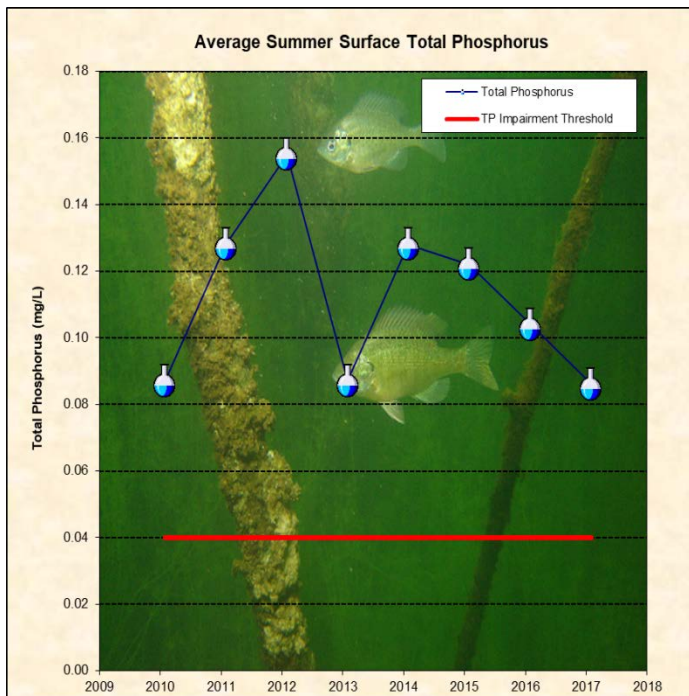 Average Summer Surface Total Phosphorus
0.18
Total Phosphorus
TP Impairment Threshold
0.16
0.14
0.12
0.10
Total Phosphorus (mg/L)
0.08
0.06
0.04
0.02
0.00
2009 2010 2011 2012 2013 2014 2015 2016 2017 2018